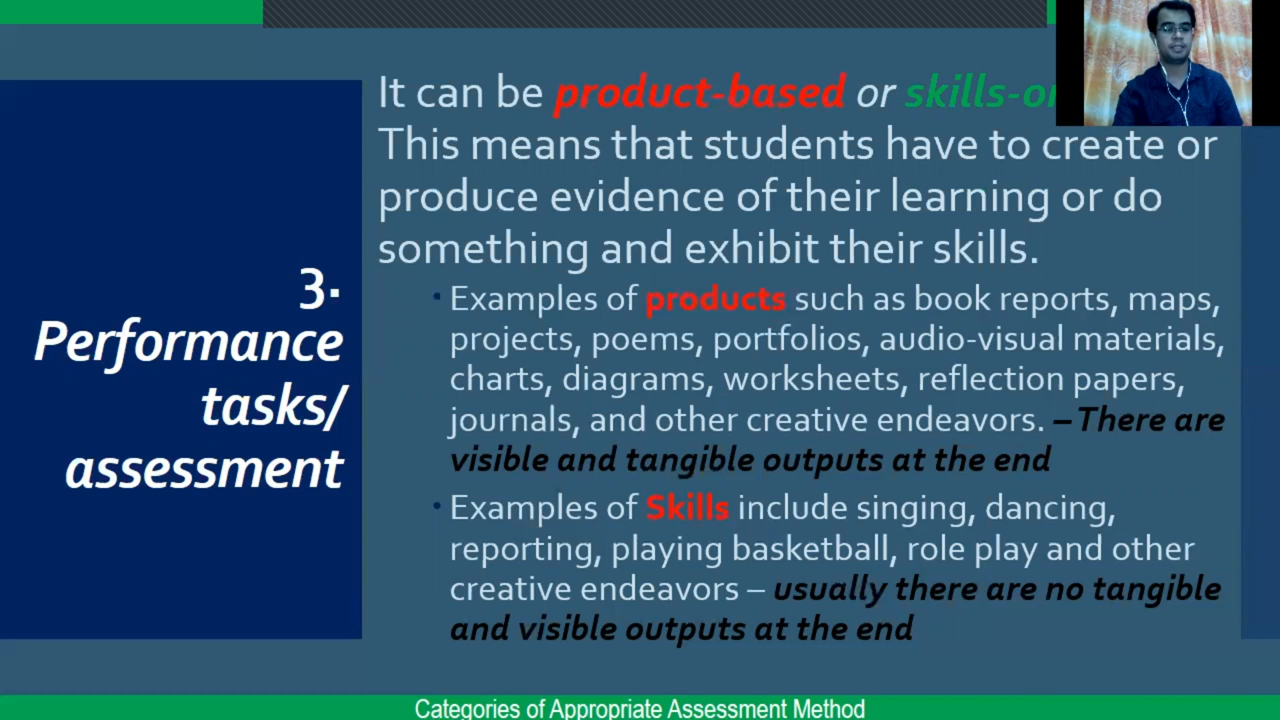 3.
Performance
tasks/
assessment
It can be product-based or
This means that students have to create or
produce evidence of their learning or do
something and exhibit their skills.
Examples of products such as book reports, maps,
projects, poems, portfolios, audio-visual materials,
charts, diagrams, worksheets, reflection papers,
journals, and other creative endeavors. – There are
visible and tangible outputs at the end
Examples of Skills include singing, dancing,
reporting, playing basketball, role play and other
creative endeavors – usually there are no tangible
and visible outputs at the end
Categories of Appropriate Assessment Method